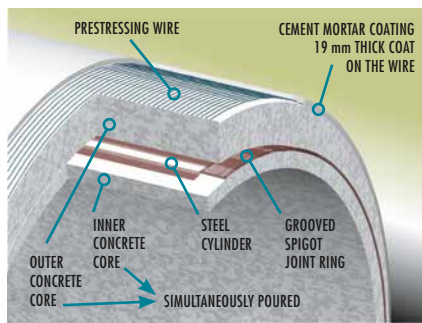 PRESTRESSING WIRE
CEMENT MORTAR COATING
19 mm THICK COAT
ON THE WIRE
INNER
CONCRETE
CORE
STEEL
CYLINDER
GROOVED
SPIGOT
JOINT RING
OUTER
CONCRETE
CORE
SIMULTANEOUSLY POURED